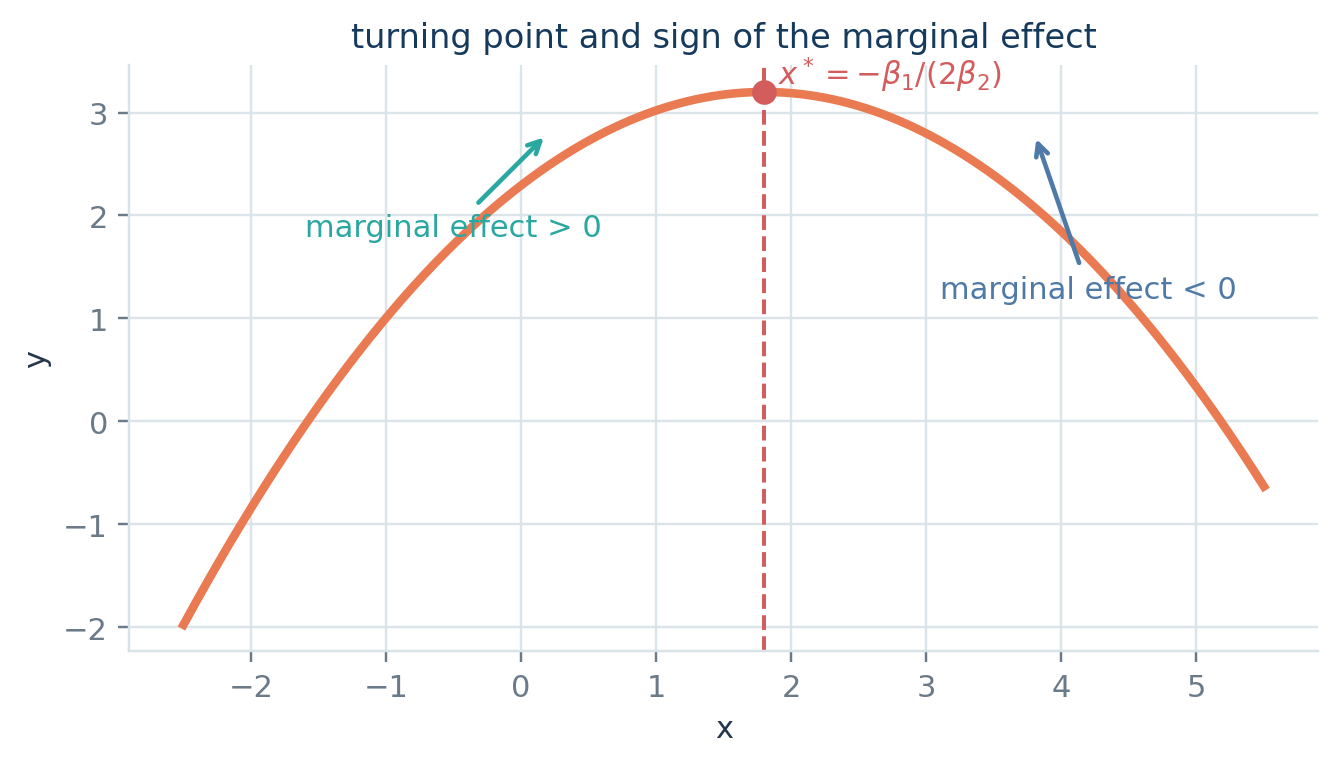 turning point and sign of the marginal effect
x* = −β₁/(2β₂)
3
2
1
0
−1
−2
marginal effect > 0
marginal effect < 0
y
−2 −1 0 1 2 3 4 5
x